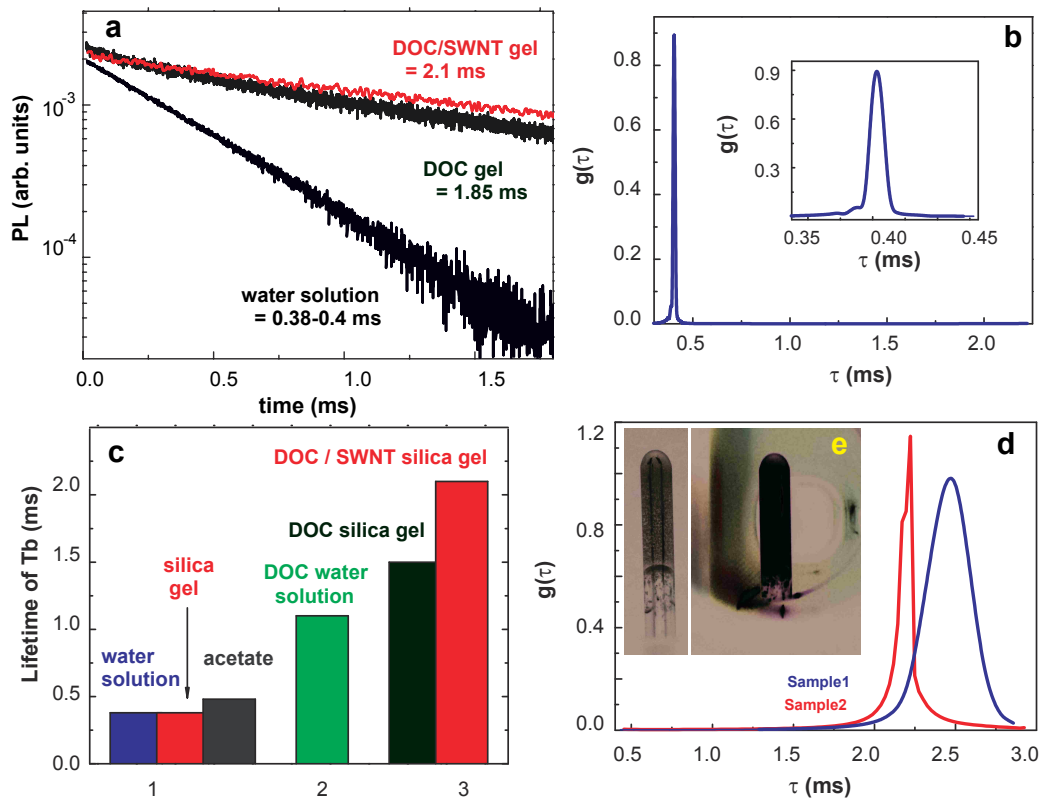 a
DOC/SWNT gel
= 2.1 ms
DOC gel
= 1.85 ms
water solution
= 0.38-0.4 ms
PL (arb. units)
10⁻³
10⁻⁴
0.0 0.5 1.0 1.5
time (ms)
b
g(τ)
0.8
0.6
0.4
0.2
0.0
0.5 1.0 1.5 2.0
τ (ms)
g(τ)
0.9
0.6
0.3
0.35 0.40 0.45
τ (ms)
c
DOC / SWNT silica gel
DOC silica gel
DOC water
solution
silica
gel
acetate
water
solution
Lifetime of Tb (ms)
2.0
1.5
1.0
0.5
0.0
1 2 3
d
e
g(τ)
1.2
0.8
0.6
0.4
0.0
Sample1
Sample2
0.5 1.0 1.5 2.0 2.5 3.0
τ (ms)